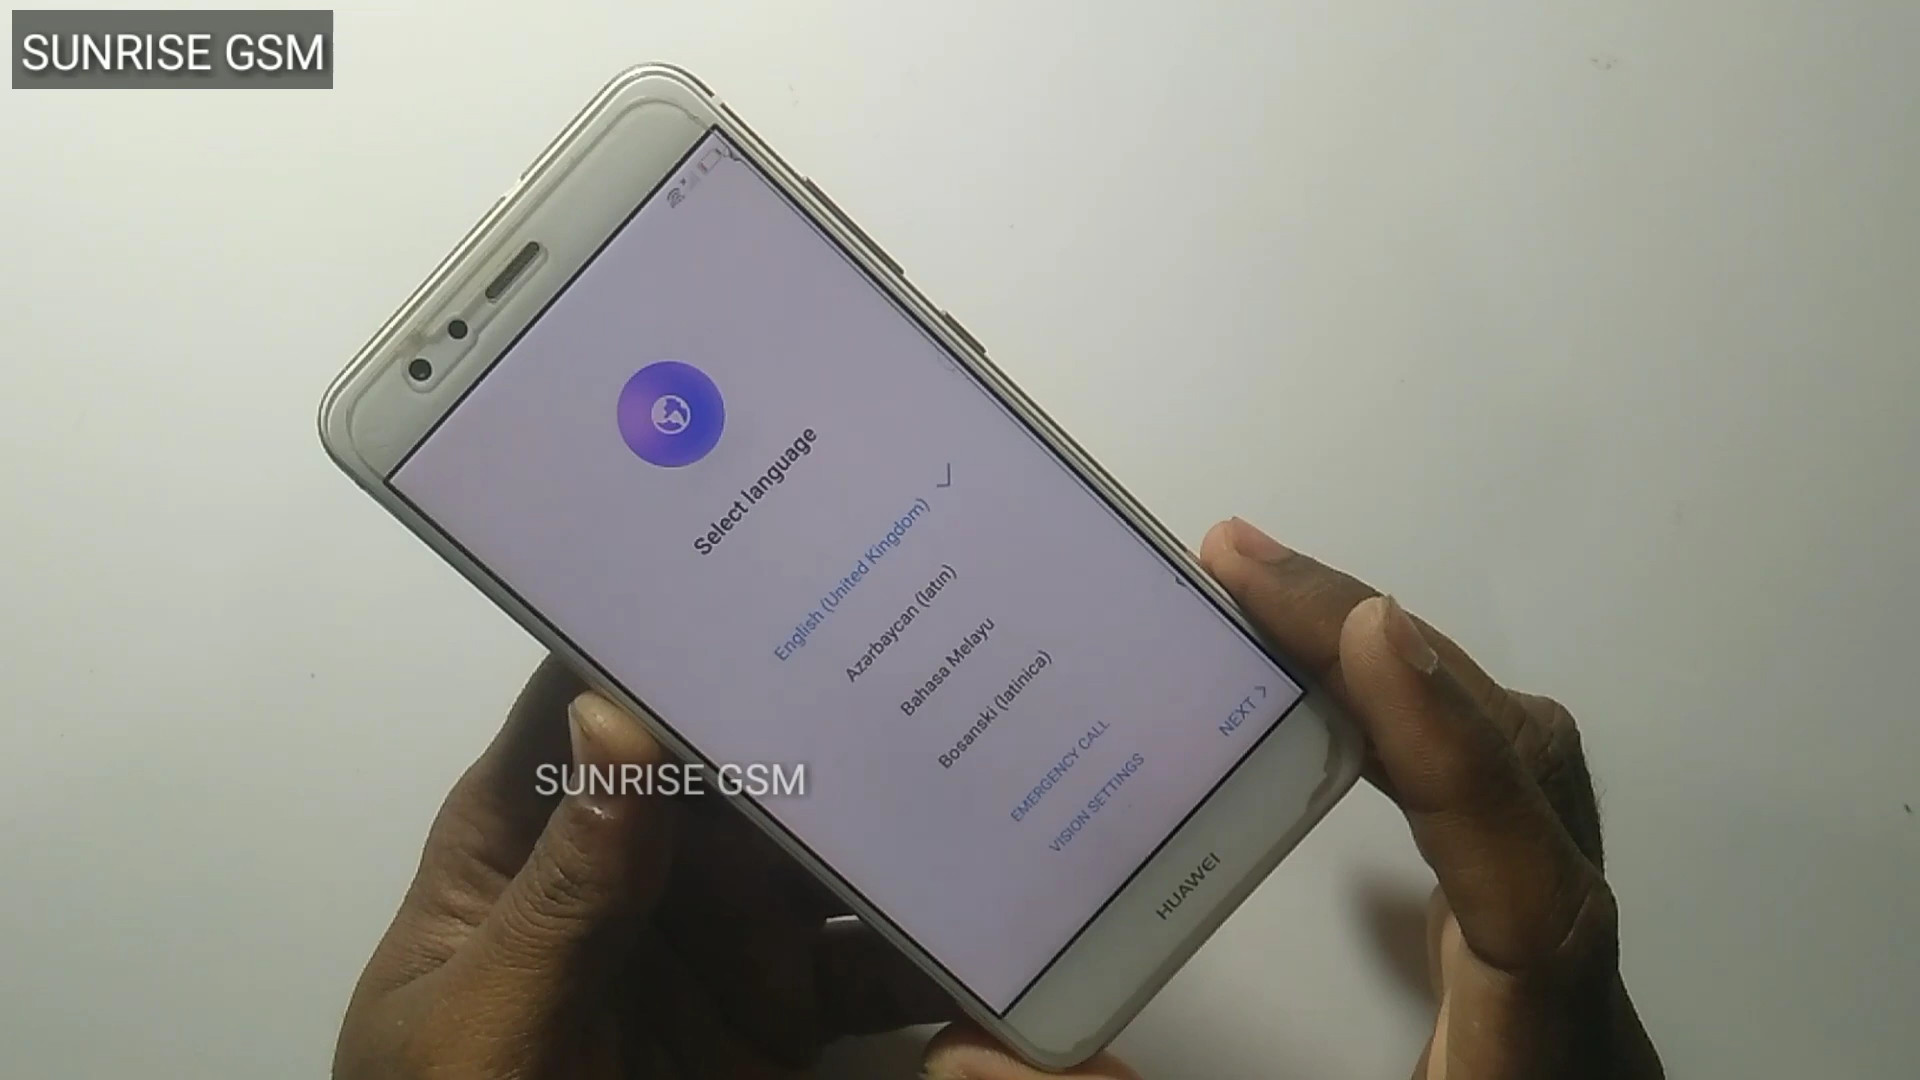 SUNRISE GSM
Select language
English (United Kingdom)
Azərbaycan (latın)
Bahasa Melayu
Bosanski (latinica)
EMERGENCY CALL
VISION SETTINGS
NEXT >
HUAWEI
SUNRISE GSM